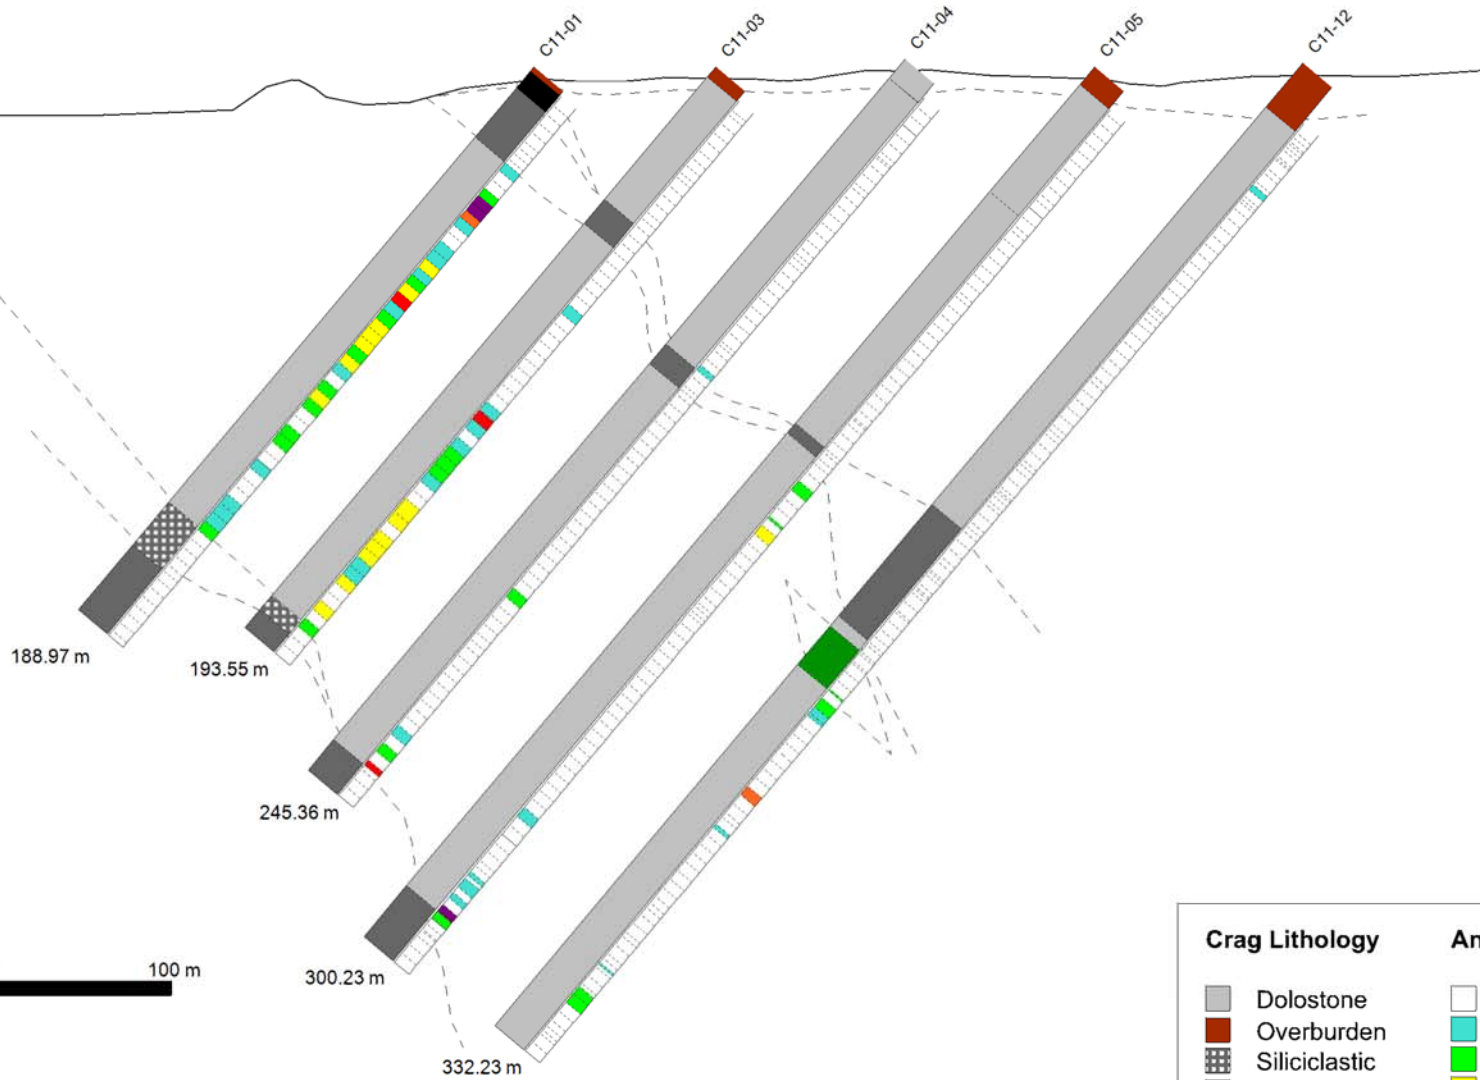 C11-01
C11-03
C11-04
C11-05
C11-12
188.97 m
193.55 m
245.36 m
300.23 m
332.23 m
100 m
Crag Lithology
Dolostone
Overburden
Siliciclastic